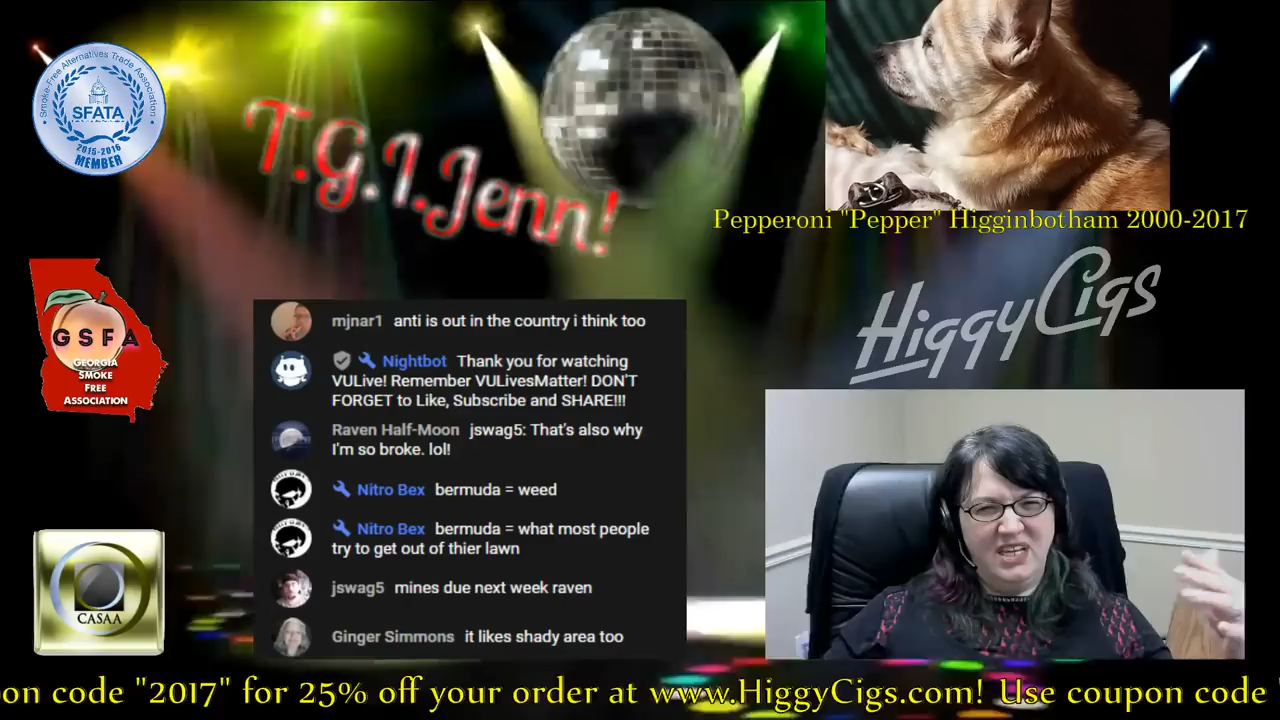 Smoke-Free Alternatives Trade Association
SFATA
2015-2016
MEMBER
T.G.I.Jenn!
Pepperoni "Pepper" Higginbotham 2000-2017
HiggyCigs
GSFA
GEORGIA
SMOKE
FREE
ASSOCIATION
CASAA
mjnar1 anti is out in the country i think too
Nightbot Thank you for watching
VULive! Remember VULivesMatter! DON'T
FORGET to Like, Subscribe and SHARE!!!
Raven Half-Moon jswag5: That's also why
I'm so broke. lol!
Nitro Bex bermuda = weed
Nitro Bex bermuda = what most people
try to get out of thier lawn
jswag5 mines due next week raven
Ginger Simmons it likes shady area too
on code "2017" for 25% off your order at www.HiggyCigs.com! Use coupon code